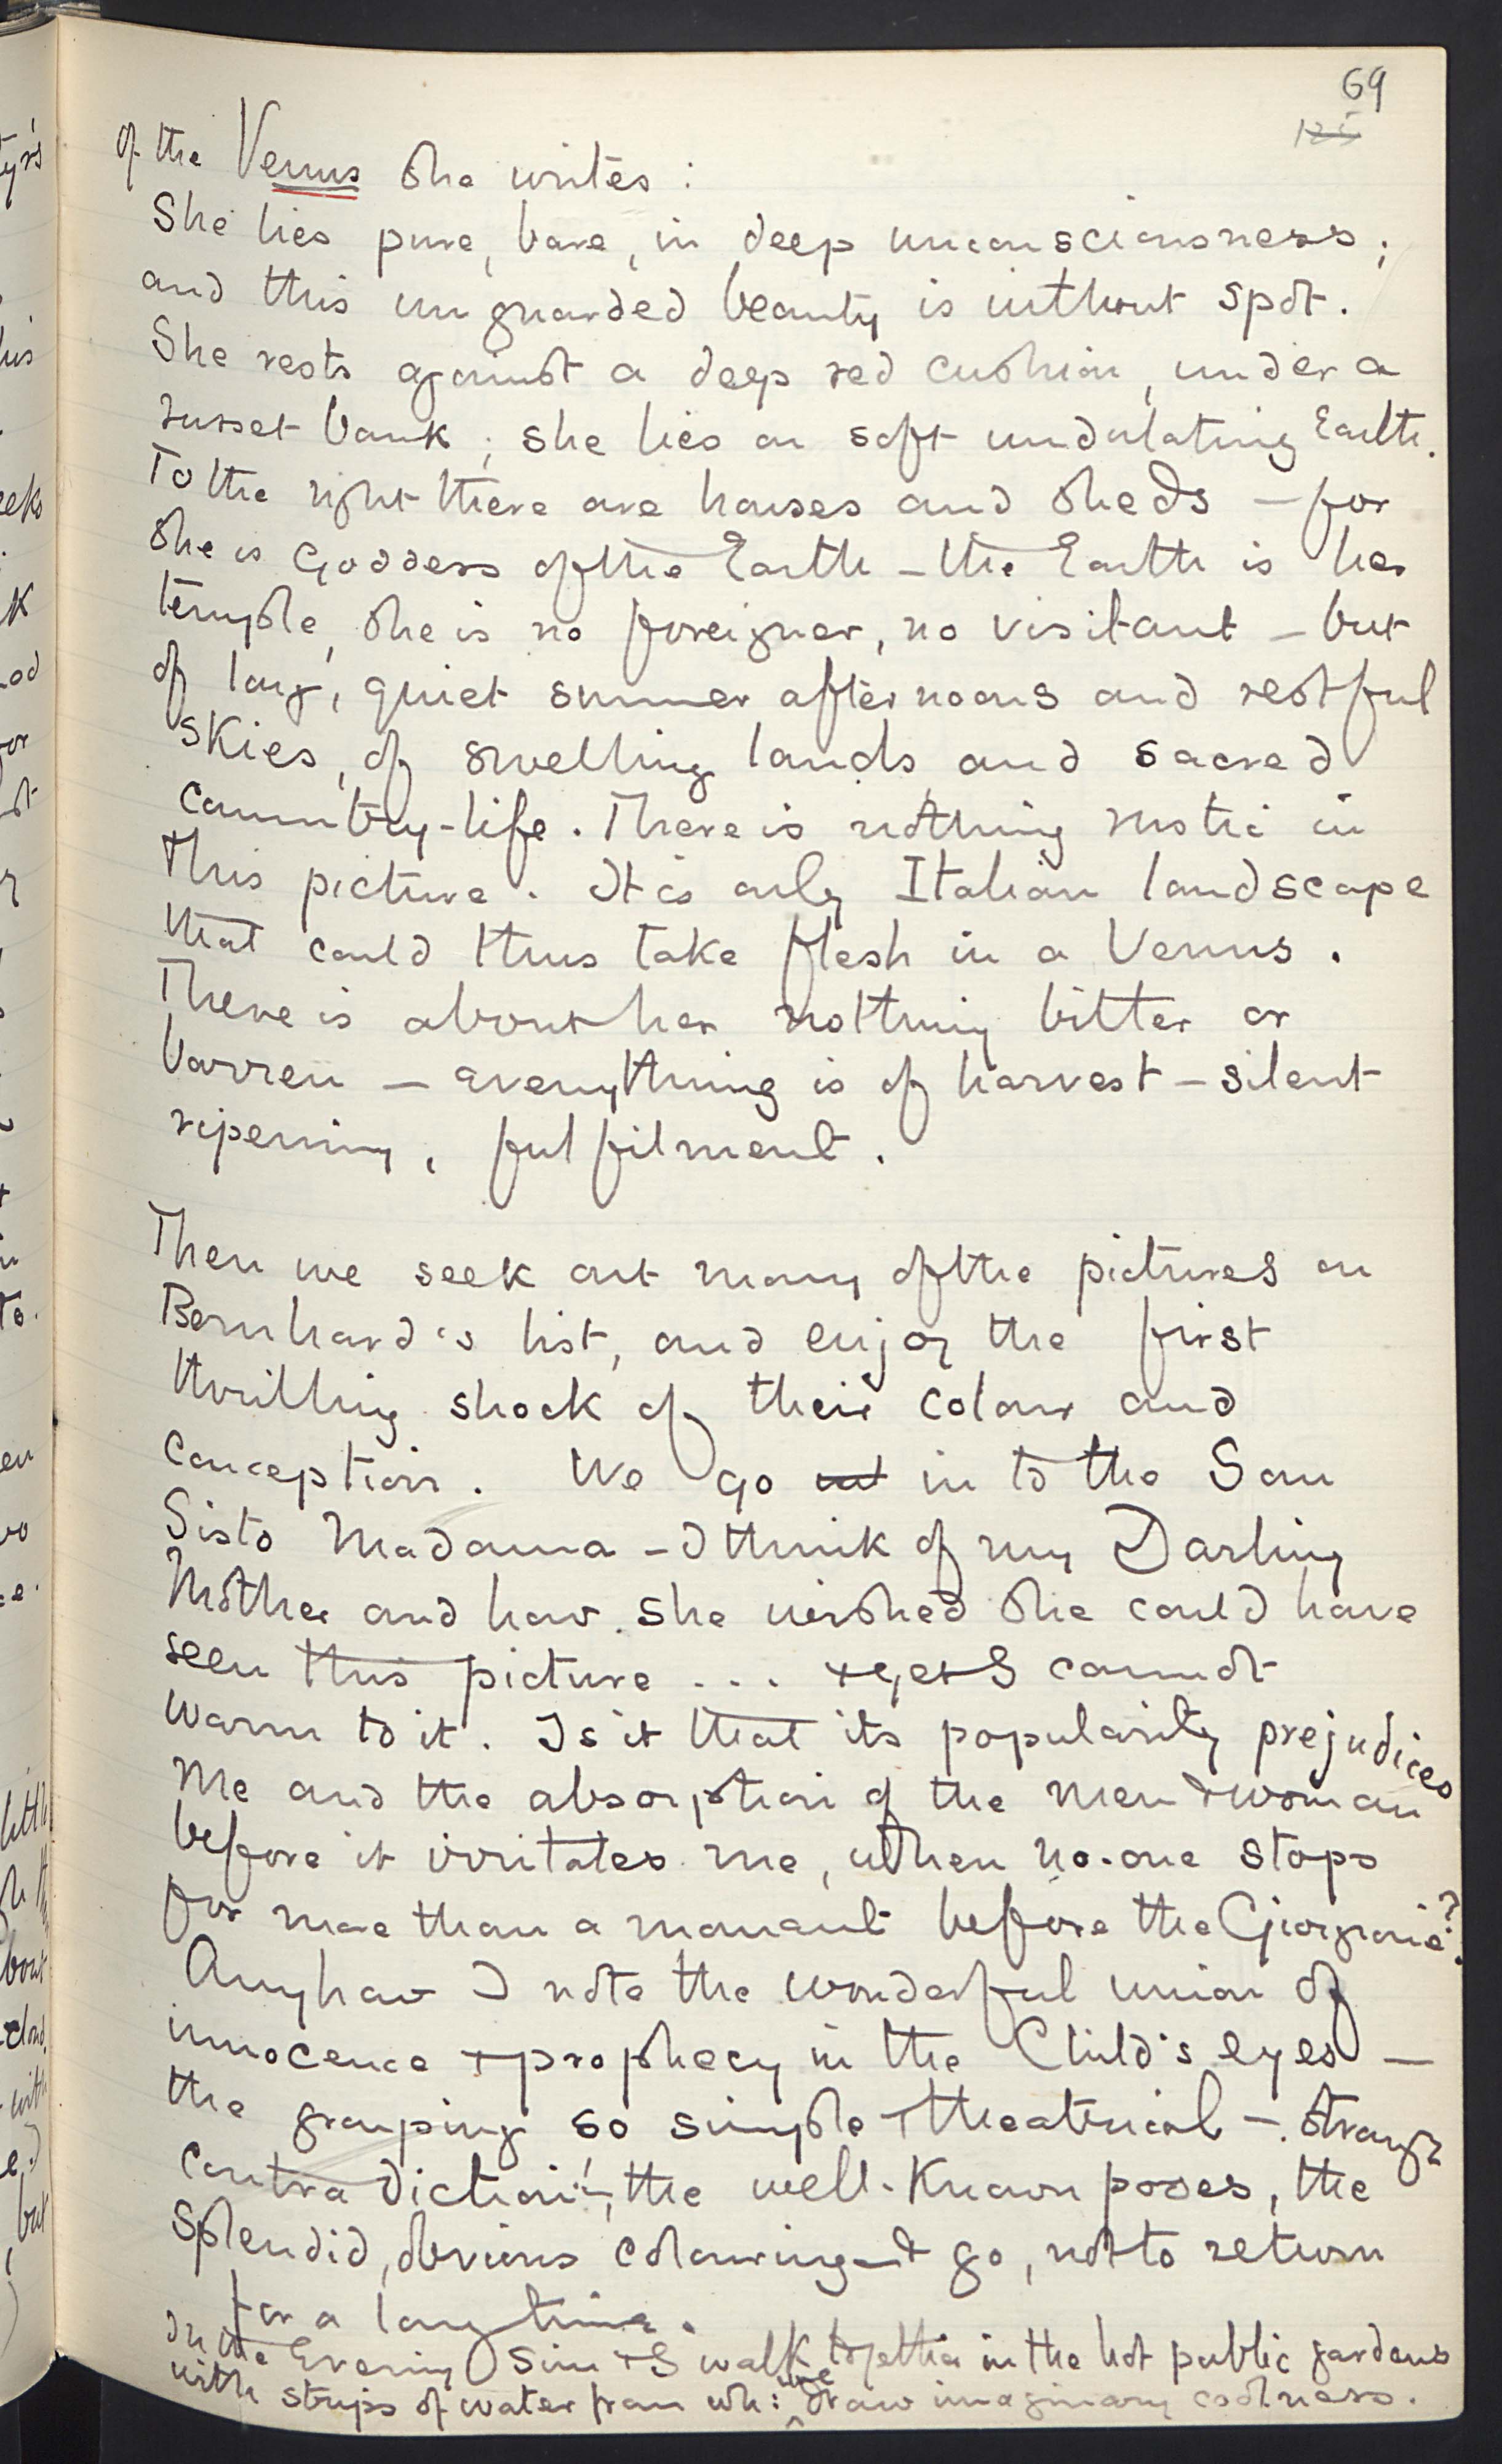 69
125
of the Venus she writes:
She lies pure, bare, in deep unconsciousness;
and this unguarded beauty is without spot.
She rests against a deep red cushion, under a
russet bank; she lies on soft undulating Earth.
To the right there are houses and sheds – for
she is Goddess of the Earth – the Earth is her
temple, she is no foreigner, no visitant – but
of long, quiet summer afternoons and restful
skies, of swelling lands and sacred
country-life. There is nothing rustic in
this picture. It is only Italian landscape
that could thus take flesh in a Venus.
There is about her nothing bitter or
barren – everything is of harvest – silent
ripening, fulfilment.
Then we seek out many of the pictures on
Bernhard's list, and enjoy the first
thrilling shock of their colour and
conception. We go out in to the San
Sisto Madonna – I think of my Darling
Mother and how she wished she could have
seen this picture ... + yet I cannot
warm to it. Is it that its popularity prejudices
me and the absorption of the men + woman
before it irritates me, when no-one stops
for more than a moment before the Giorgione?
Anyhow I note the wonderful union of
innocence + prophecy in the Child's eyes –
the grouping so simple + theatrical – strange
contradiction! –, the well-known poses, the
splendid, obvious colouring – + go, not to return
for a long time.
In the Evening Sim + I walk together in the hot public gardens
with strips of water from wh: we draw imaginary coolness.